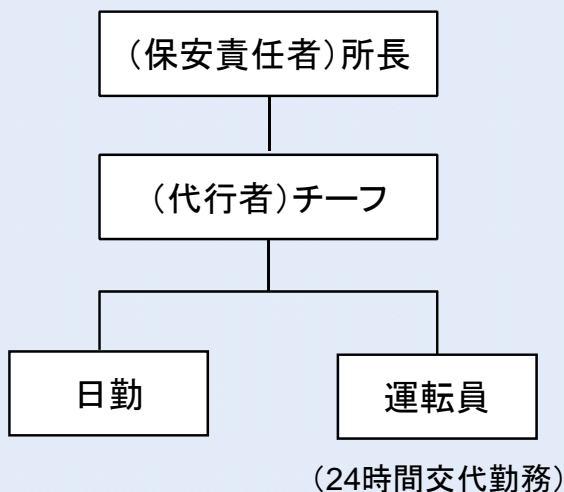 （保安責任者）所長
（代行者）チーフ
日勤
運転員
（24時間交代勤務）